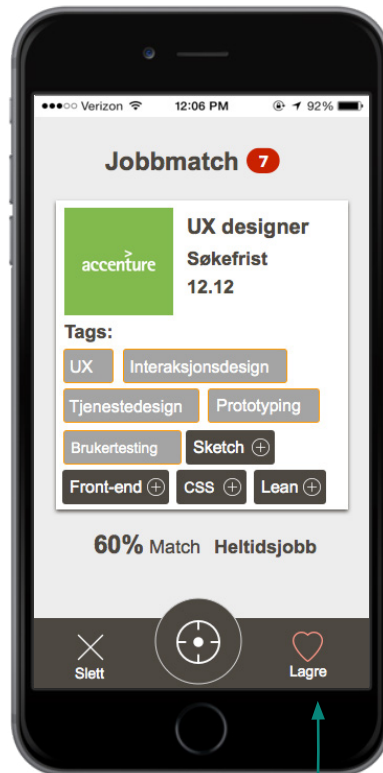 Verizon 12:06 PM 92%
Jobbmatch 7
accenture
UX designer
Søkefrist
12.12
Tags:
UX Interaksjonsdesign
Tjenestedesign Prototyping
Brukertesting Sketch
Front-end CSS Lean
60% Match Heltidsjobb
Slett Lagre